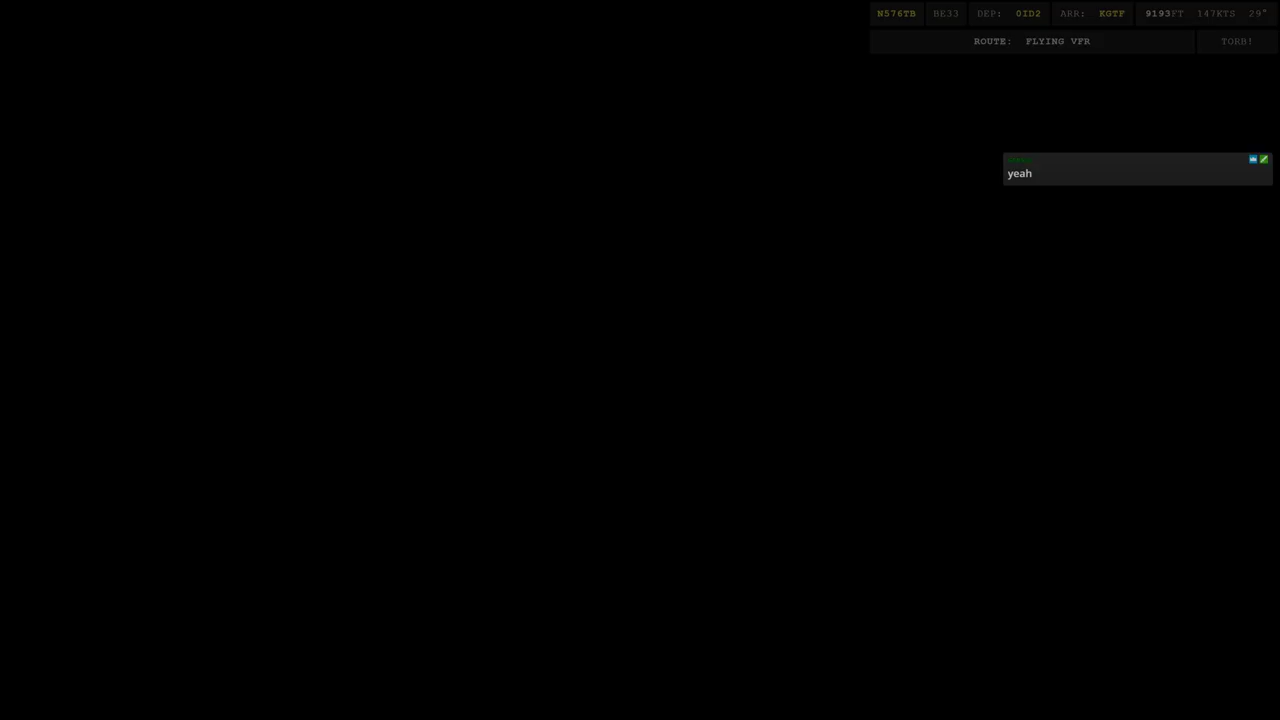 N576TB BE33 DEP: 0ID2 ARR: KGTF 9193FT 147KTS 29°
ROUTE: FLYING VFR TORB!
yeah